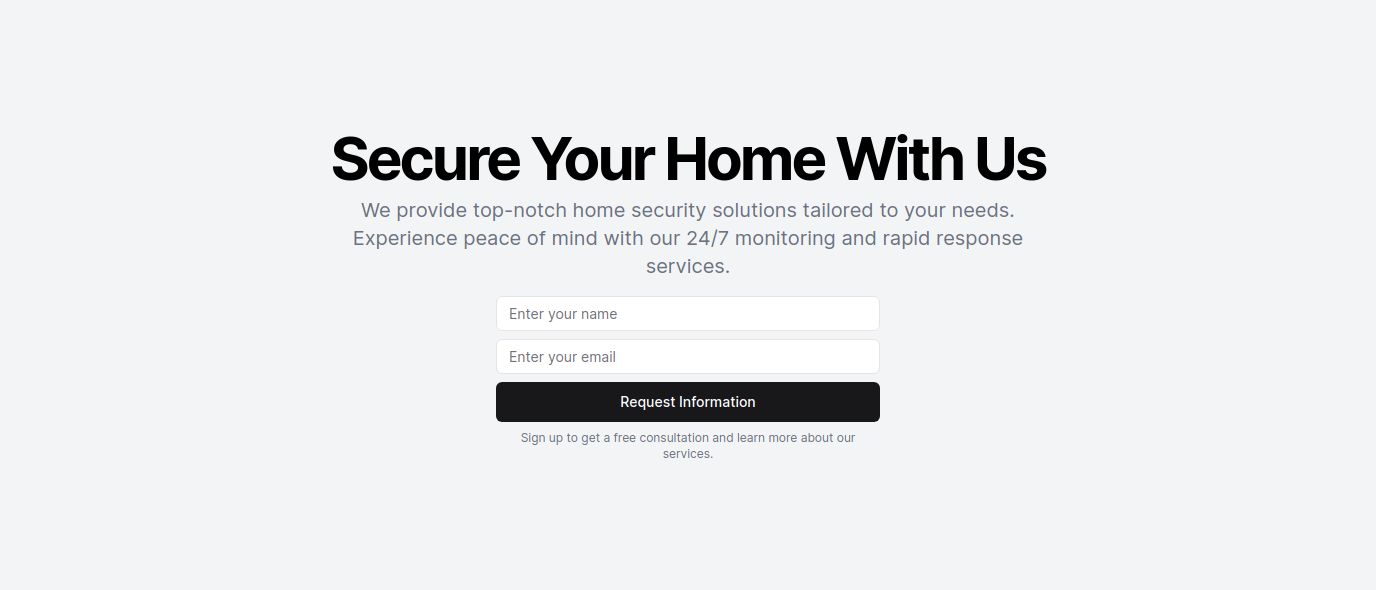 Secure Your Home With Us
We provide top-notch home security solutions tailored to your needs.
Experience peace of mind with our 24/7 monitoring and rapid response
services.
Enter your name
Enter your email
Request Information
Sign up to get a free consultation and learn more about our
services.